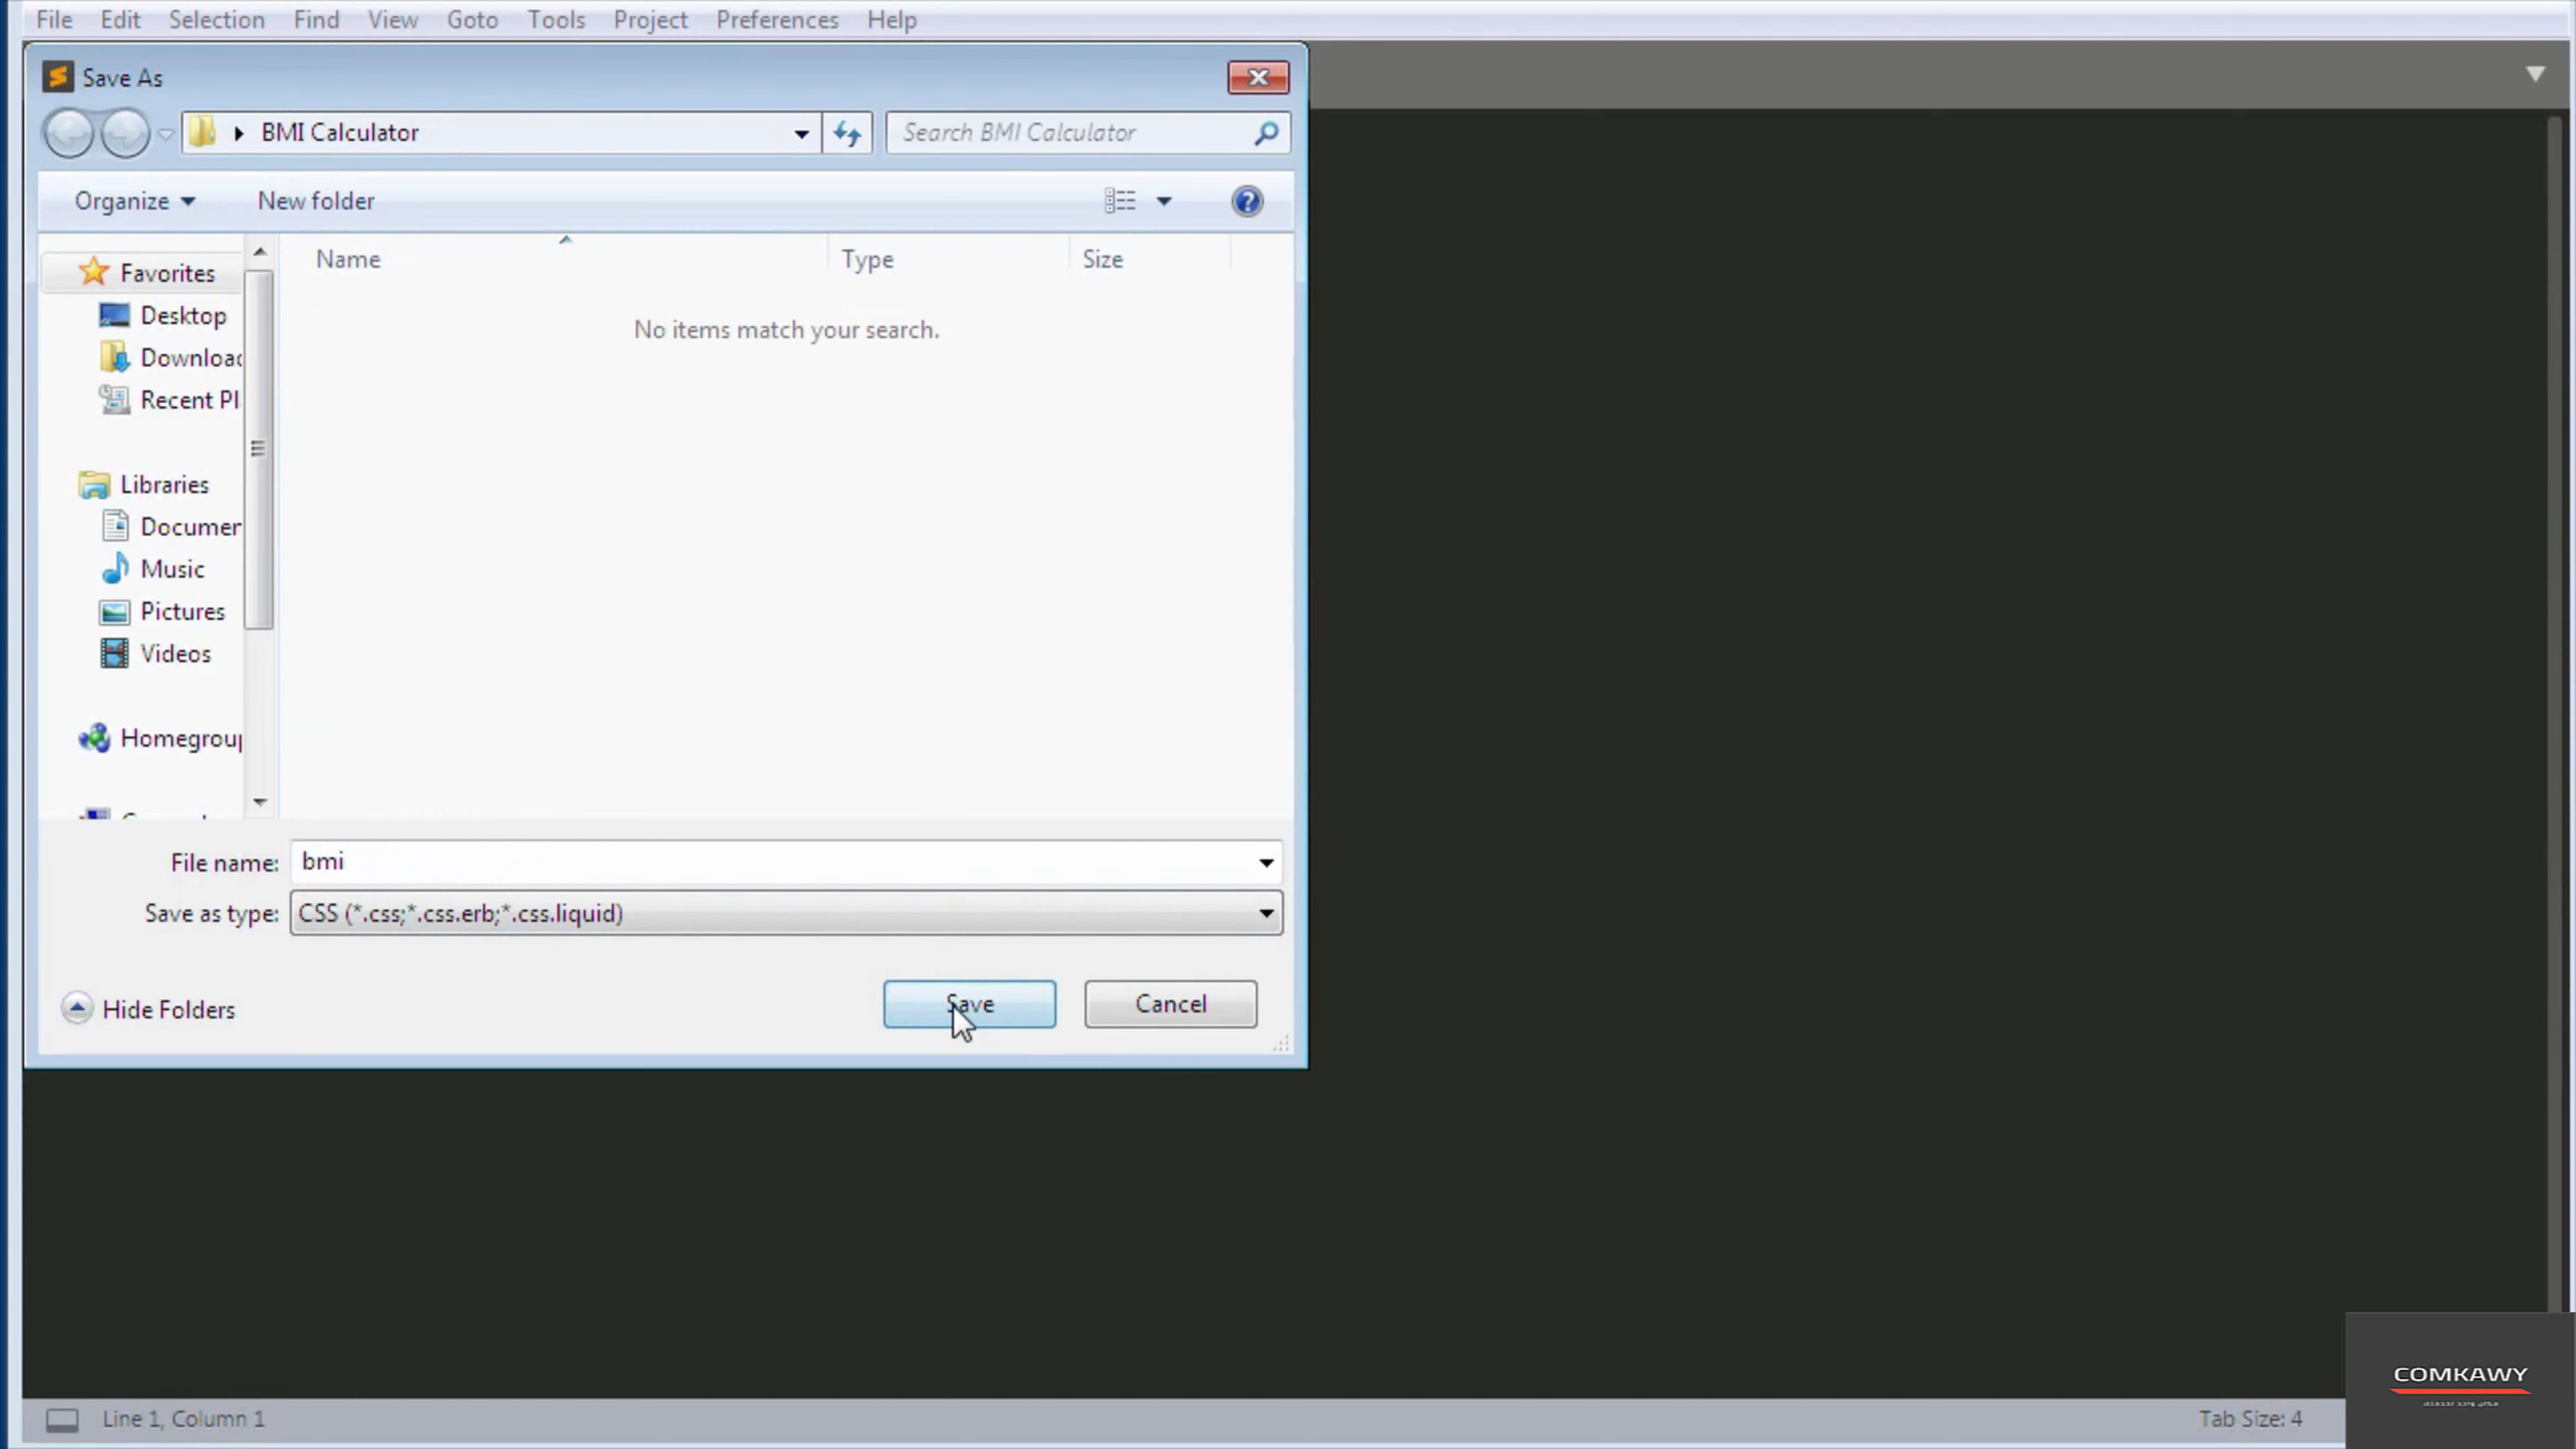 File Edit Selection Find View Goto Tools Project Preferences Help
Save As
BMI Calculator
Search BMI Calculator
Organize
New folder
Name Type Size
No items match your search.
Favorites
Desktop
Downloac
Recent Pl
Libraries
Documer
Music
Pictures
Videos
Homegroup
File name: bmi
Save as type: CSS (*.css;*.css.erb;*.css.liquid)
Hide Folders
Save
Cancel
COMKAWY
Line 1, Column 1
Tab Size: 4